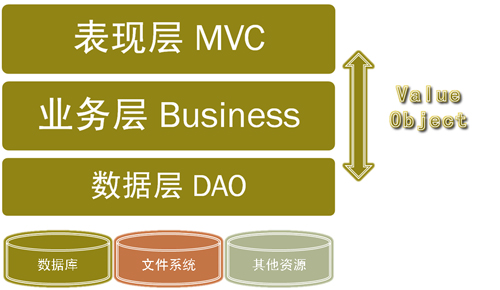 表现层 MVC
业务层 Business
Value
Object
数据层 DAO
数据库
文件系统
其他资源